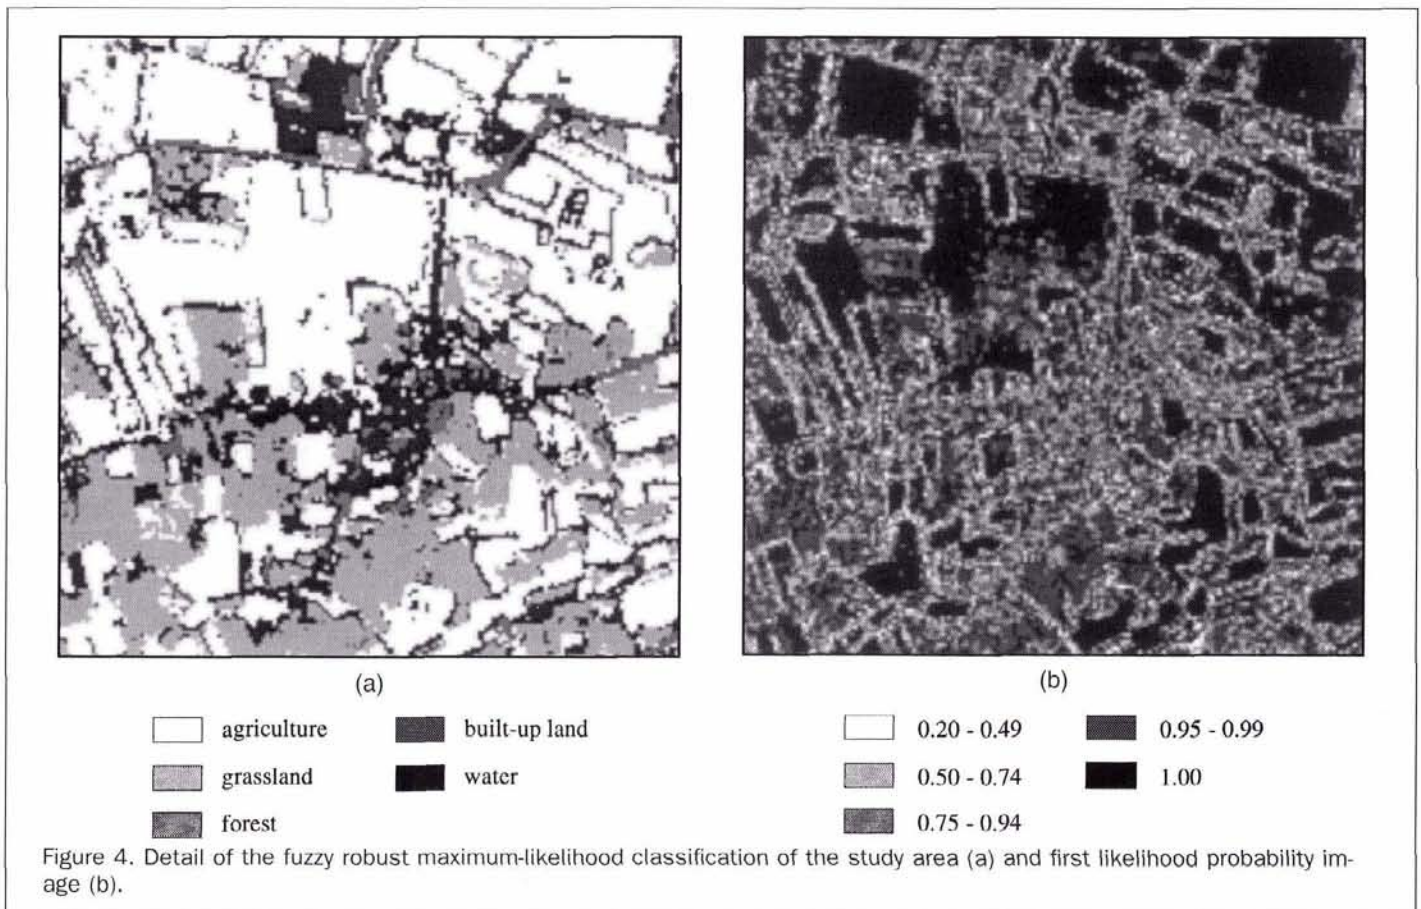 (a)
(b)
agriculture
built-up land
grassland
water
forest
0.20 - 0.49
0.95 - 0.99
0.50 - 0.74
1.00
0.75 - 0.94
Figure 4. Detail of the fuzzy robust maximum-likelihood classification of the study area (a) and first likelihood probability im-
age (b).